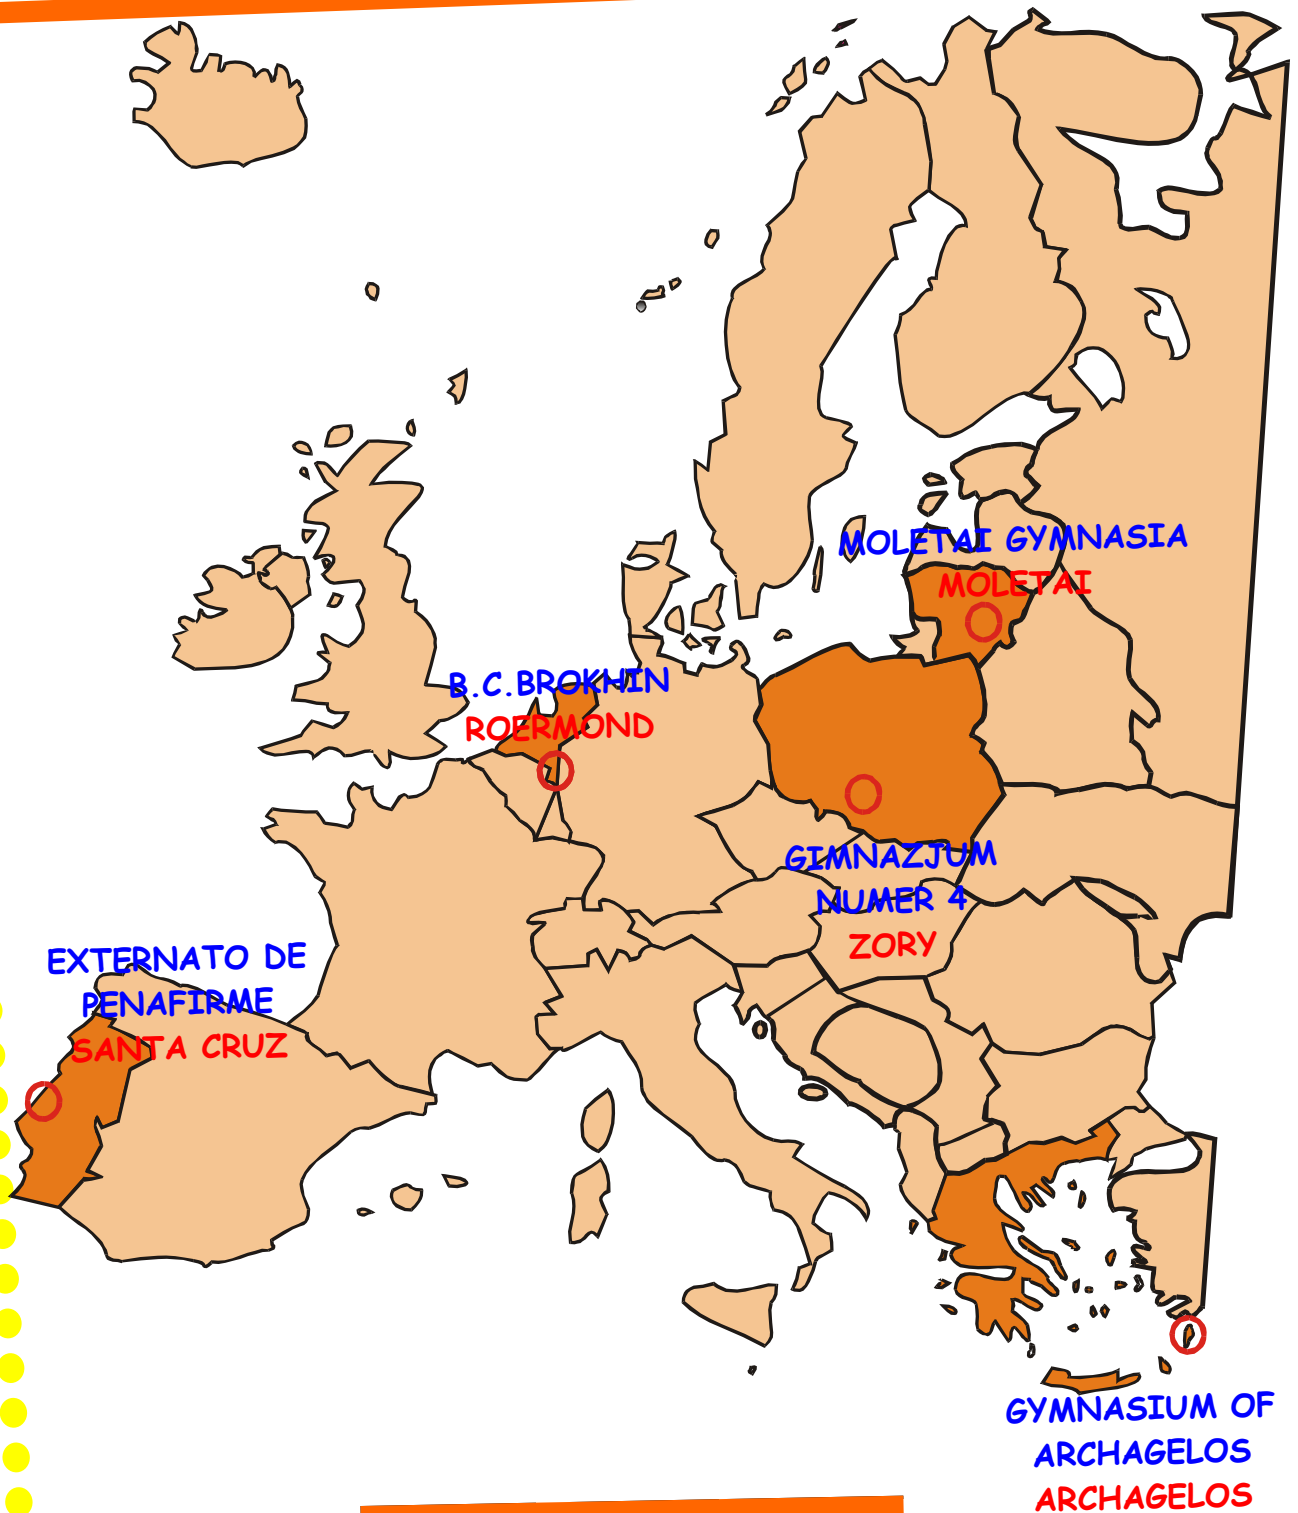 MOLETAI GYMNASIA
MOLETAI
B.C.BROKHIN
ROERMOND
GIMNAZJUM
NUMER 4
ZORY
EXTERNATO DE
PENAFIRME
SANTA CRUZ
GYMNASIUM OF
ARCHAGELOS
ARCHAGELOS